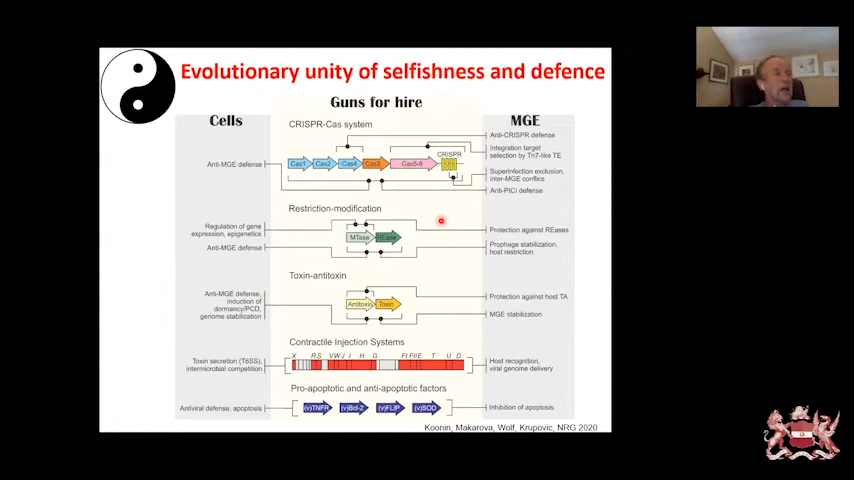 Evolutionary unity of selfishness and defence
Guns for hire
Cells
MGE
CRISPR-Cas system
Anti-CRISPR defense
Integration target
selection by Tn7-like TE
CRISPR
Cas1
Cas2
Cas4
Cas3
Cas5-8
Anti-MGE defense
Superinfection exclusion,
inter-MGE conflics
Anti-PICI defense
Restriction-modification
Regulation of gene
expression, epigenetics
Anti-MGE defense
MTase
REase
Protection against REases
Prophage stabilization,
host restriction
Toxin-antitoxin
Anti-MGE defense,
induction of
dormancy/PCD,
genome stabilization
Antitoxin
Toxin
Protection against host TA
MGE stabilization
Contractile Injection Systems
X R S V W J I H G FI FII E T U D
Toxin secretion (T6SS),
intermicrobial competition
Host recognition,
viral genome delivery
Pro-apoptotic and anti-apoptotic factors
Antiviral defense, apoptosis
(v)TNFR
(v)Bcl-2
(v)FLIP
(v)SOD
Inhibition of apoptosis
Koonin, Makarova, Wolf, Krupovic, NRG 2020